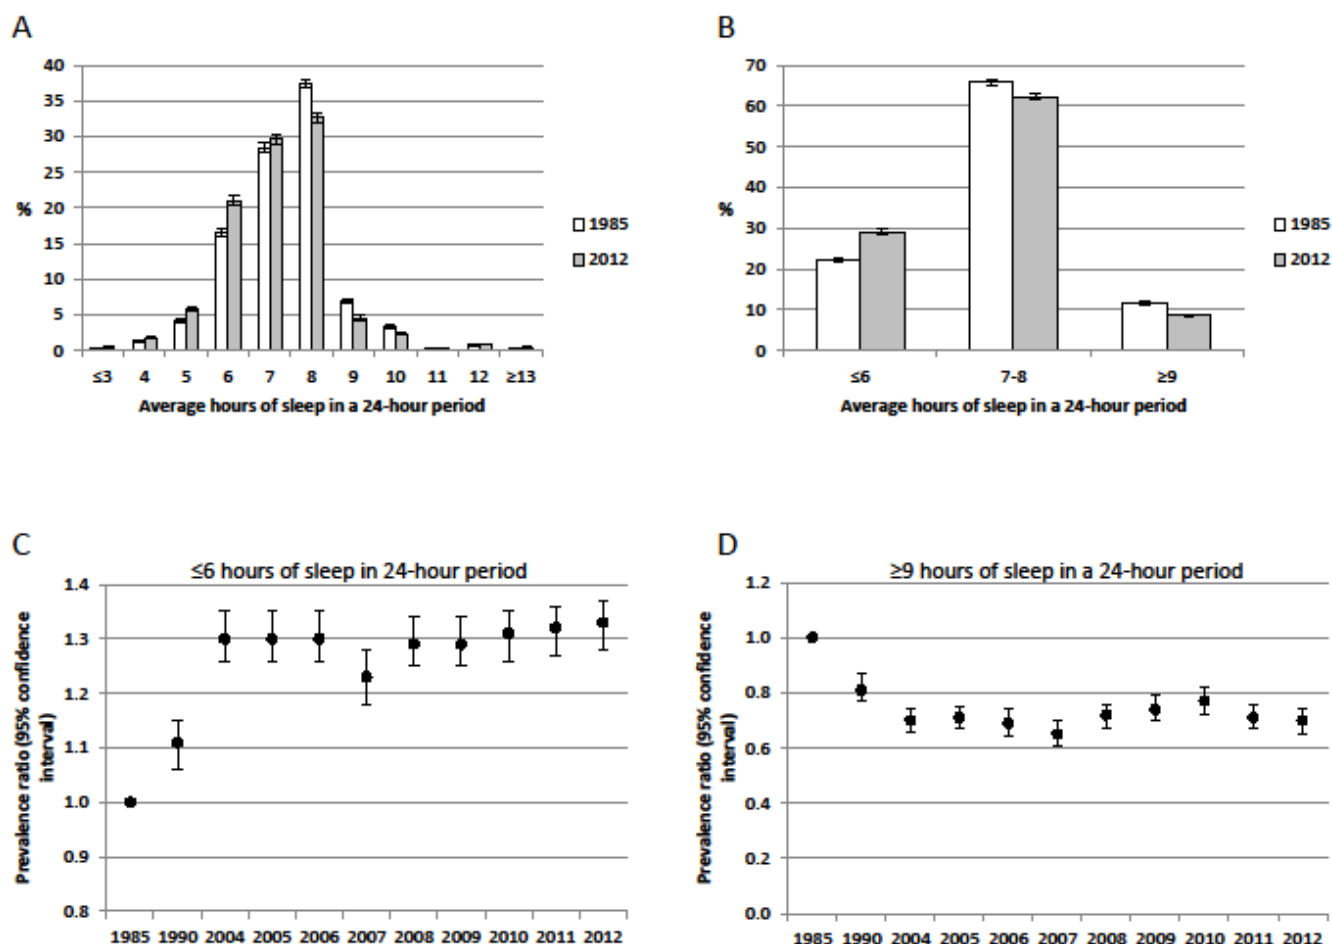 A
40
35
30
25
20
15
10
5
0
%
≤3 4 5 6 7 8 9 10 11 12 ≥13
Average hours of sleep in a 24-hour period
1985
2012
B
70
60
50
40
30
20
10
0
%
≤6 7-8 ≥9
Average hours of sleep in a 24-hour period
1985
2012
C
≤6 hours of sleep in 24-hour period
Prevalence ratio (95% confidence
interval)
1.4
1.3
1.2
1.1
1.0
0.9
0.8
1985 1990 2004 2005 2006 2007 2008 2009 2010 2011 2012
D
≥9 hours of sleep in a 24-hour period
Prevalence ratio (95% confidence
interval)
1.2
1.0
0.8
0.6
0.4
0.2
0.0
1985 1990 2004 2005 2006 2007 2008 2009 2010 2011 2012